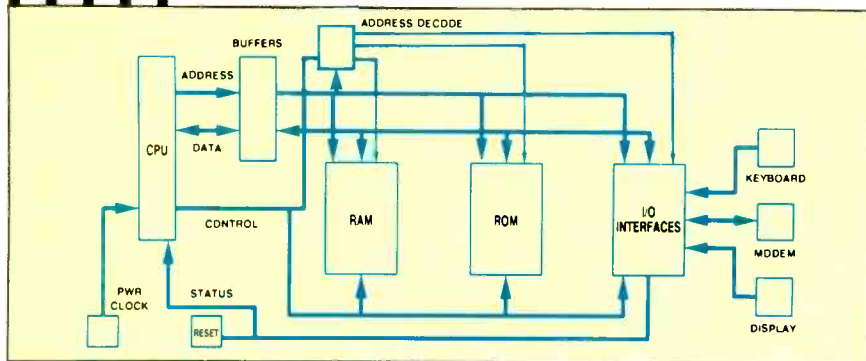 ADDRESS DECODE
BUFFERS
ADDRESS
CPU
DATA
CONTROL
RAM
ROM
I/O
INTERFACES
KEYBOARD
MODEM
DISPLAY
PWR
CLOCK
STATUS
RESET